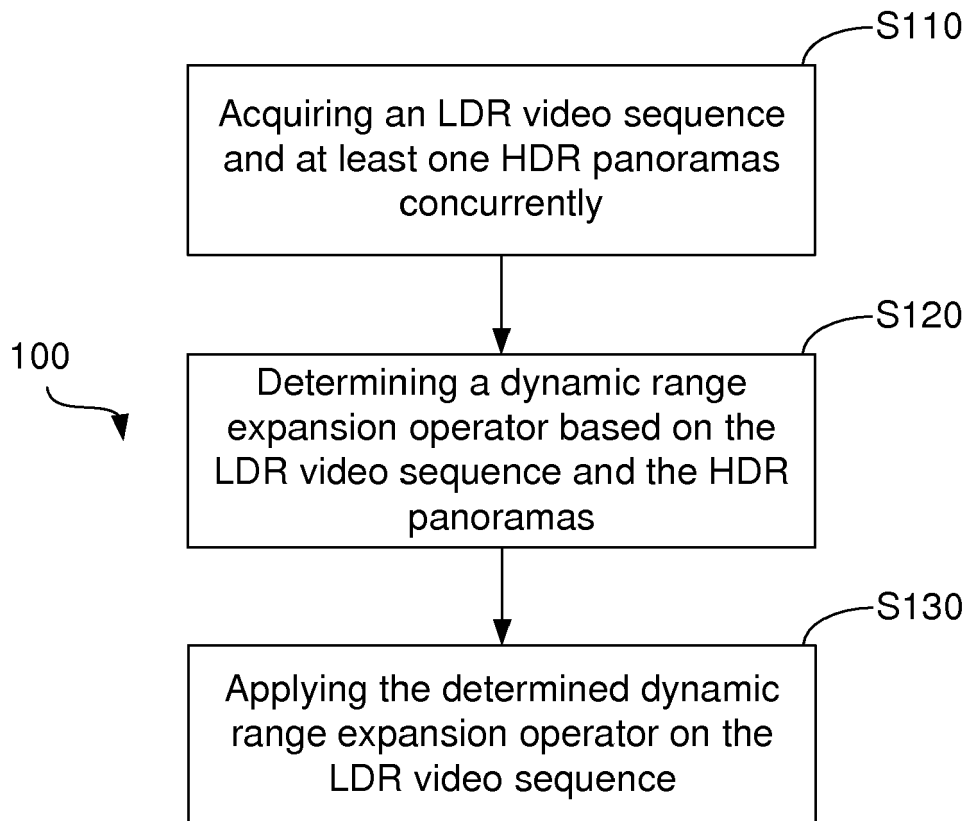 S110
Acquiring an LDR video sequence
and at least one HDR panoramas
concurrently
S120
100
Determining a dynamic range
expansion operator based on the
LDR video sequence and the HDR
panoramas
S130
Applying the determined dynamic
range expansion operator on the
LDR video sequence